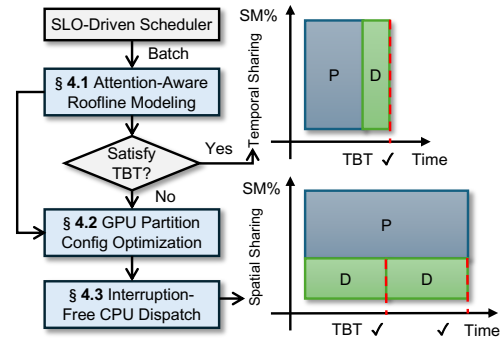 SLO-Driven Scheduler
Batch
§ 4.1 Attention-Aware
Roofline Modeling
Satisfy
TBT?
Yes
No
§ 4.2 GPU Partition
Config Optimization
§ 4.3 Interruption-
Free CPU Dispatch
SM%
Temporal Sharing
P
D
TBT ✓ Time
SM%
Spatial Sharing
P
D
D
TBT ✓ ✓ Time